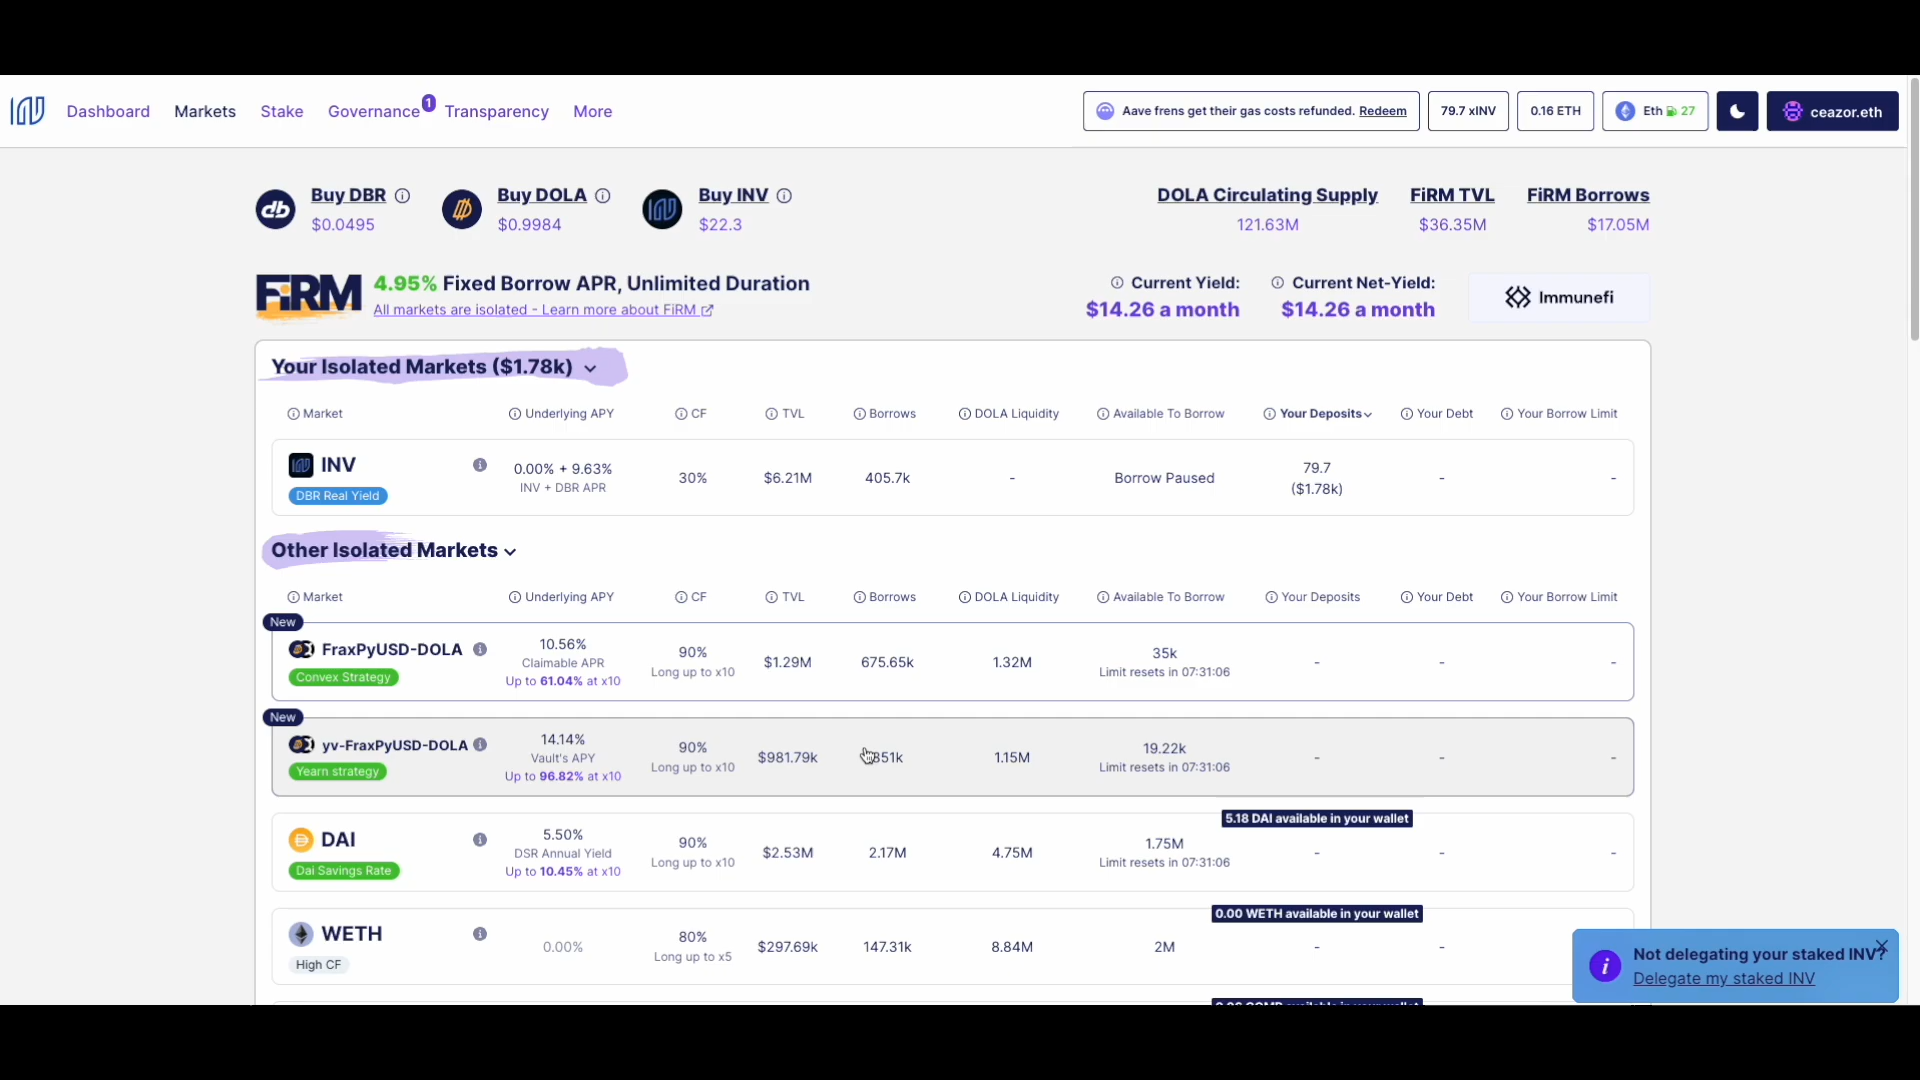 Dashboard Markets Stake Governance 1 Transparency More
Aave frens get their gas costs refunded. Redeem 79.7 xINV 0.16 ETH Eth 27 ceazor.eth
Buy DBR Buy DOLA Buy INV DOLA Circulating Supply FiRM TVL FiRM Borrows
$0.0495 $0.9984 $22.3 121.63M $36.35M $17.05M
FiRM 4.95% Fixed Borrow APR, Unlimited Duration Current Yield: Current Net-Yield: Immunefi
All markets are isolated - Learn more about FiRM $14.26 a month $14.26 a month
Your Isolated Markets ($1.78k)
Market Underlying APY CF TVL Borrows DOLA Liquidity Available To Borrow Your Deposits Your Debt Your Borrow Limit
INV 0.00% + 9.63% 30% $6.21M 405.7k - Borrow Paused 79.7 - -
DBR Real Yield INV + DBR APR ($1.78k)
Other Isolated Markets
Market Underlying APY CF TVL Borrows DOLA Liquidity Available To Borrow Your Deposits Your Debt Your Borrow Limit
New
FraxPyUSD-DOLA 10.56% 90% $1.29M 675.65k 1.32M 35k - - -
Claimable APR Long up to x10 Limit resets in 07:31:06
Convex Strategy Up to 61.04% at x10
New
yv-FraxPyUSD-DOLA 14.14% 90% $981.79k 1.15M 19.22k - - -
Vault's APY Long up to x10 Limit resets in 07:31:06
Yearn strategy Up to 96.82% at x10
5.18 DAI available in your wallet
DAI 5.50% 90% $2.53M 2.17M 4.75M 1.75M - - -
DSR Annual Yield Long up to x10 Limit resets in 07:31:06
Dai Savings Rate Up to 10.45% at x10
0.00 WETH available in your wallet
WETH 0.00% 80% $297.69k 147.31k 8.84M 2M - -
High CF Long up to x5
Not delegating your staked INV?
Delegate my staked INV